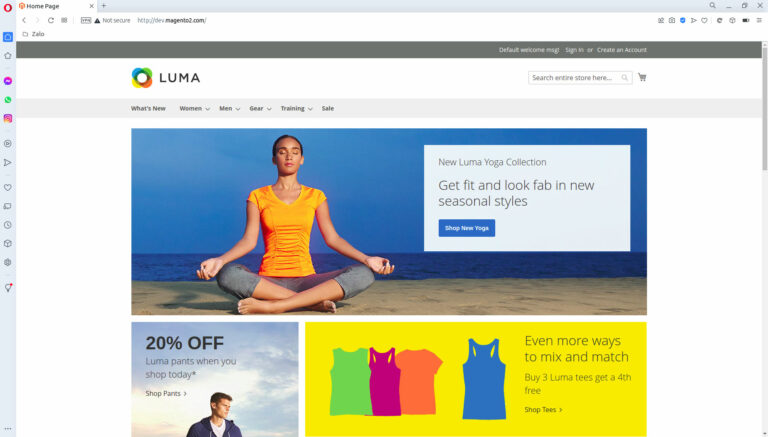 Home Page
VPN
Not secure
http://dev.magento2.com/
Zalo
Default welcome msg! Sign In or Create an Account
LUMA
Search entire store here...
What's New Women Men Gear Training Sale
New Luma Yoga Collection
Get fit and look fab in new
seasonal styles
Shop New Yoga
20% OFF
Luma pants when you
shop today*
Shop Pants
Even more ways
to mix and match
Buy 3 Luma tees get a 4th
free
Shop Tees